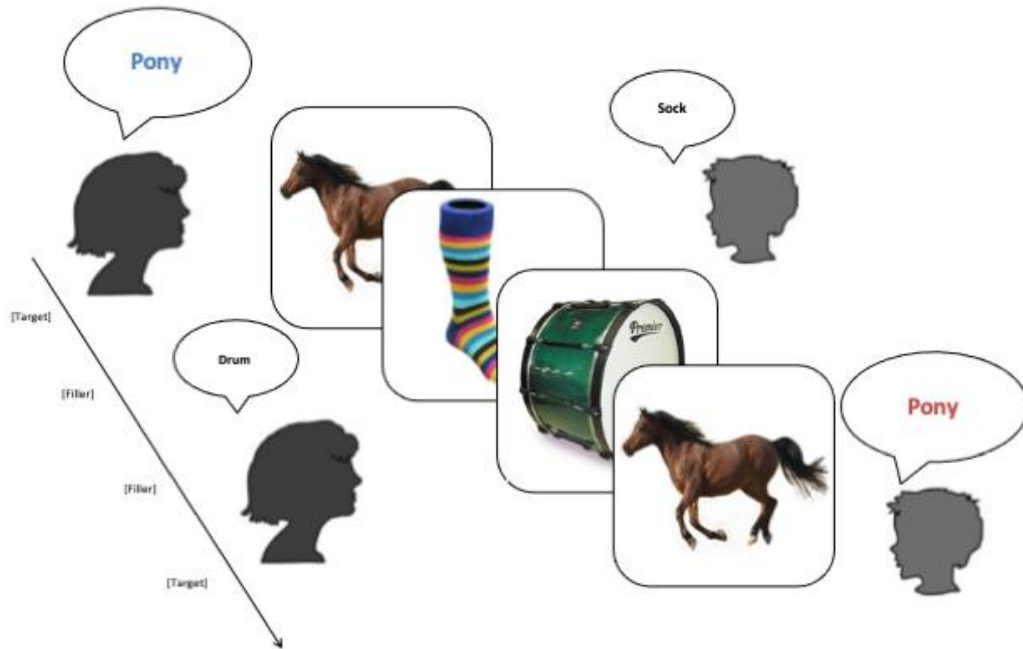 Pony
Sock
[Target]
Premier
Drum
[Filler]
Pony
[Filler]
[Target]